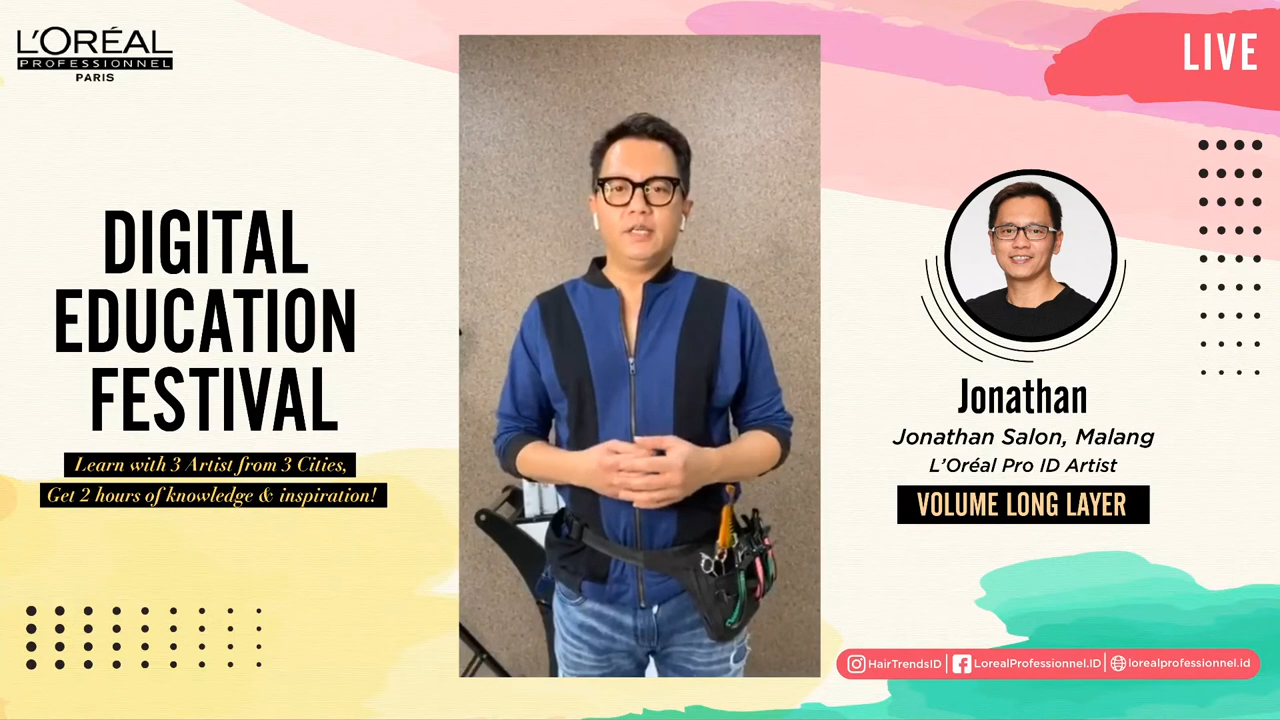 L'ORÉAL
PROFESSIONNEL
PARIS
LIVE
DIGITAL
EDUCATION
FESTIVAL
Learn with 3 Artist from 3 Cities,
Get 2 hours of knowledge & inspiration!
Jonathan
Jonathan Salon, Malang
L'Oréal Pro ID Artist
VOLUME LONG LAYER
HairTrendsID | LorealProfessionnel.ID | lorealprofessionnel.id